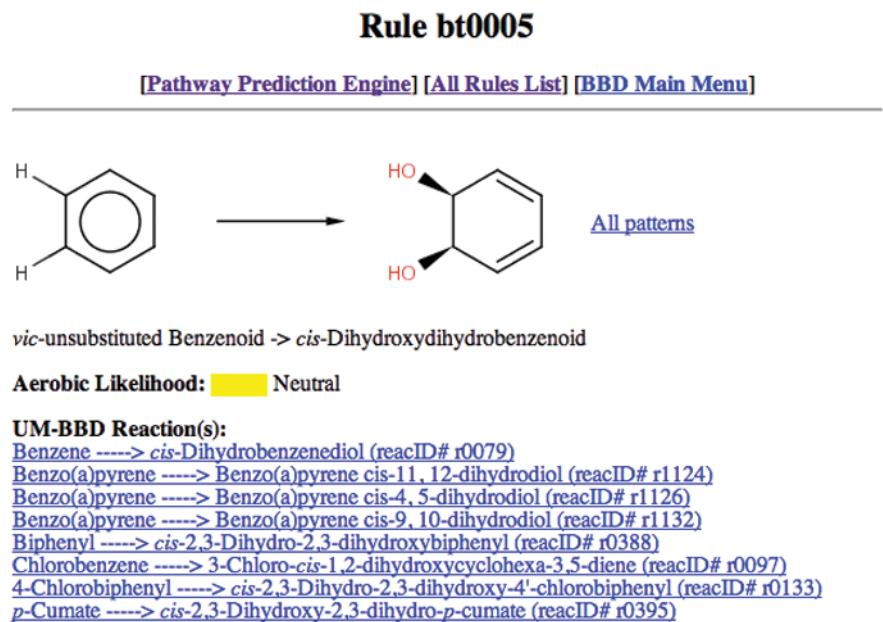 Rule bt0005
[Pathway Prediction Engine] [All Rules List] [BBD Main Menu]
H
H
HO
HO
All patterns
vic-unsubstituted Benzenoid -> cis-Dihydroxydihydrobenzenoid
Aerobic Likelihood: Neutral
UM-BBD Reaction(s):
Benzene -----> cis-Dihydrobenzenediol (reacID# r0079)
Benzo(a)pyrene -----> Benzo(a)pyrene cis-11, 12-dihydrodiol (reacID# r1124)
Benzo(a)pyrene -----> Benzo(a)pyrene cis-4, 5-dihydrodiol (reacID# r1126)
Benzo(a)pyrene -----> Benzo(a)pyrene cis-9, 10-dihydrodiol (reacID# r1132)
Biphenyl -----> cis-2,3-Dihydro-2,3-dihydroxybiphenyl (reacID# r0388)
Chlorobenzene -----> 3-Chloro-cis-1,2-dihydroxycyclohexa-3,5-diene (reacID# r0097)
4-Chlorobiphenyl -----> cis-2,3-Dihydro-2,3-dihydroxy-4'-chlorobiphenyl (reacID# r0133)
p-Cumate -----> cis-2,3-Dihydroxy-2,3-dihydro-p-cumate (reacID# r0395)